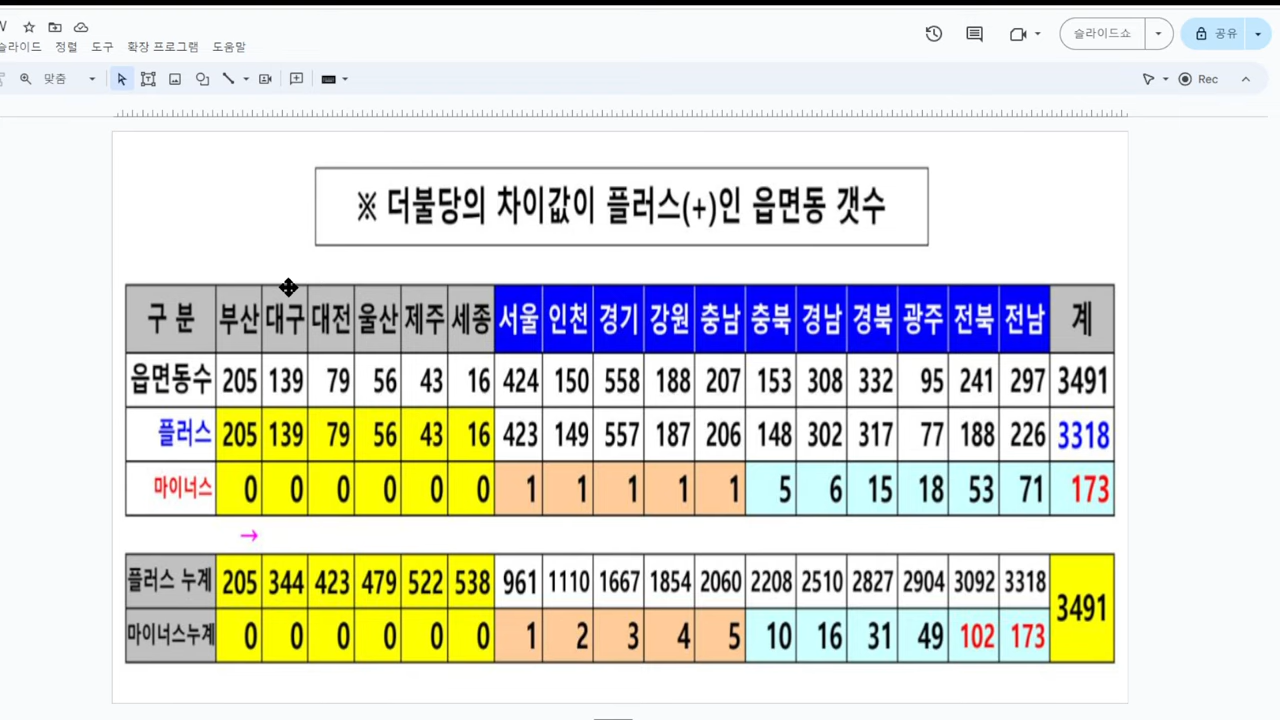 슬라이드 정렬 도구 확장 프로그램 도움말
슬라이드쇼
공유
맞춤
Rec
※ 더불당의 차이값이 플러스(+)인 읍면동 갯수
구 분 부산 대구 대전 울산 제주 세종 서울 인천 경기 강원 충남 충북 경남 경북 광주 전북 전남 계
읍면동수 205 139 79 56 43 16 424 150 558 188 207 153 308 332 95 241 297 3491
플러스 205 139 79 56 43 16 423 149 557 187 206 148 302 317 77 188 226 3318
마이너스 0 0 0 0 0 0 1 1 1 1 1 5 6 15 18 53 71 173
→
플러스 누계 205 344 423 479 522 538 961 1110 1667 1854 2060 2208 2510 2827 2904 3092 3318 3491
마이너스누계 0 0 0 0 0 0 1 2 3 4 5 10 16 31 49 102 173